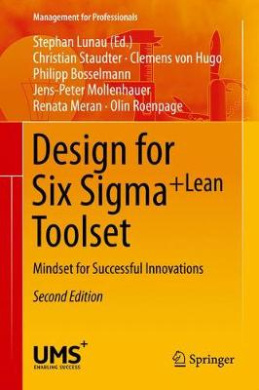 Management for Professionals
Stephan Lunau (Ed.)
Christian Staudter · Clemens von Hugo
Philipp Bosselmann
Jens-Peter Mollenhauer
Renata Meran · Olin Roenpage
Design for
Six Sigma+Lean
Toolset
Mindset for Successful Innovations
Second Edition
UMS+
ENABLING SUCCESS
Springer